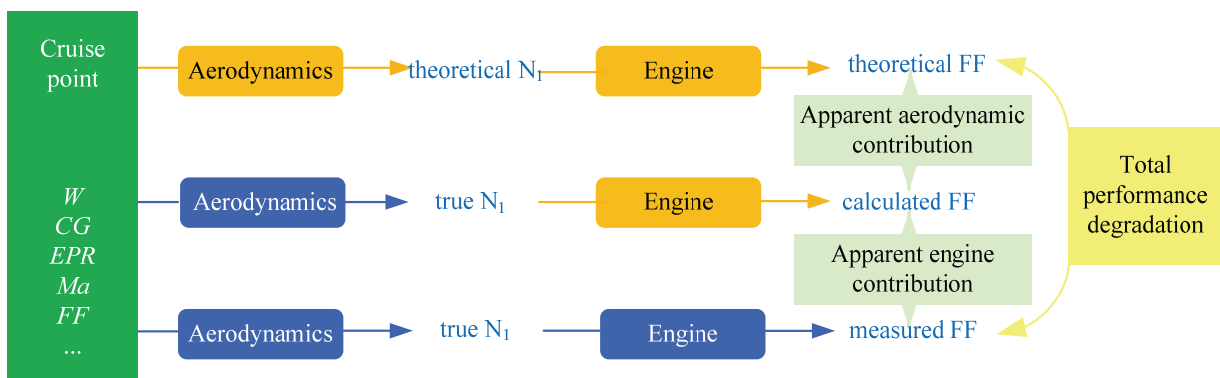 Cruise
point
W
CG
EPR
Ma
FF
...
Aerodynamics
theoretical N₁
Engine
theoretical FF
Apparent aerodynamic
contribution
Aerodynamics
true N₁
Engine
calculated FF
Apparent engine
contribution
Aerodynamics
true N₁
Engine
measured FF
Total
performance
degradation